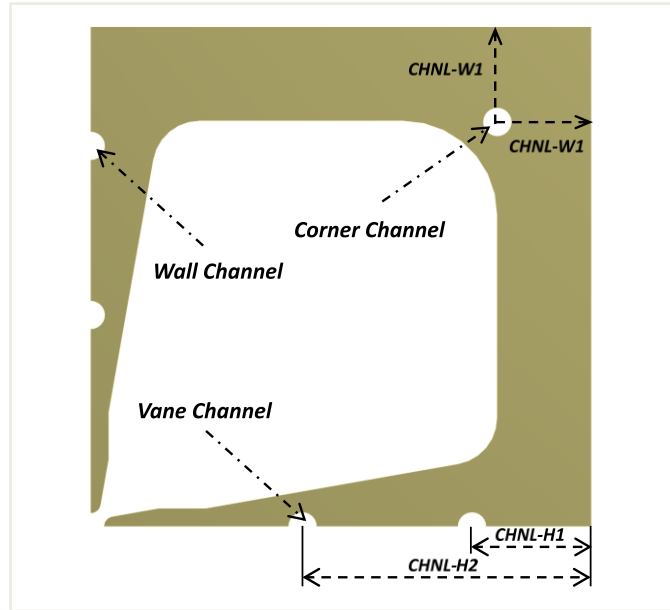 CHNL-W1
CHNL-W1
Corner Channel
Wall Channel
Vane Channel
CHNL-H1
CHNL-H2